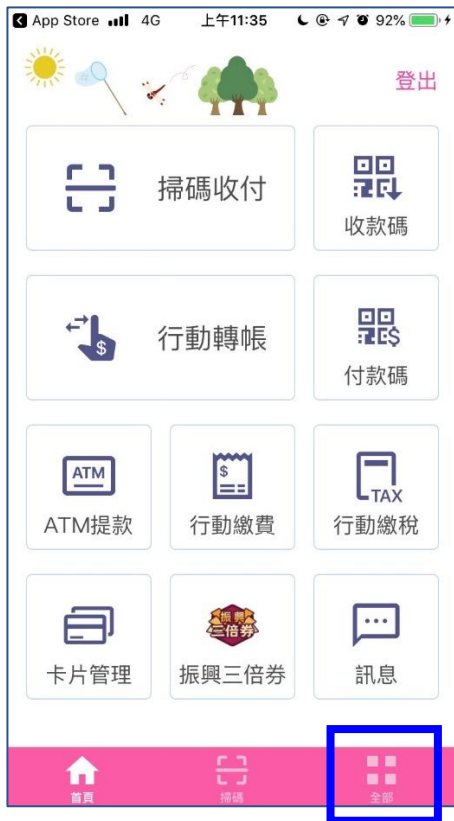 App Store 4G 上午11:35 92%
登出
掃碼收付
收款碼
行動轉帳
付款碼
ATM
$
TAX
ATM提款
行動繳費
行動繳稅
振興
三倍券
卡片管理
振興三倍券
訊息
首頁
掃碼
全部